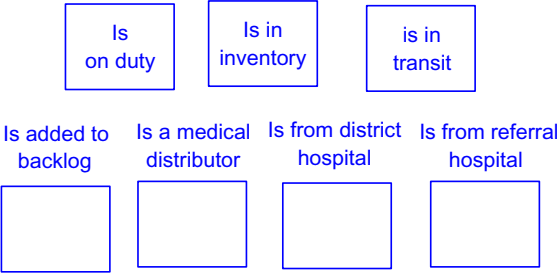 Is
on duty
Is in
inventory
is in
transit
Is added to
backlog
Is a medical
distributor
Is from district
hospital
Is from referral
hospital